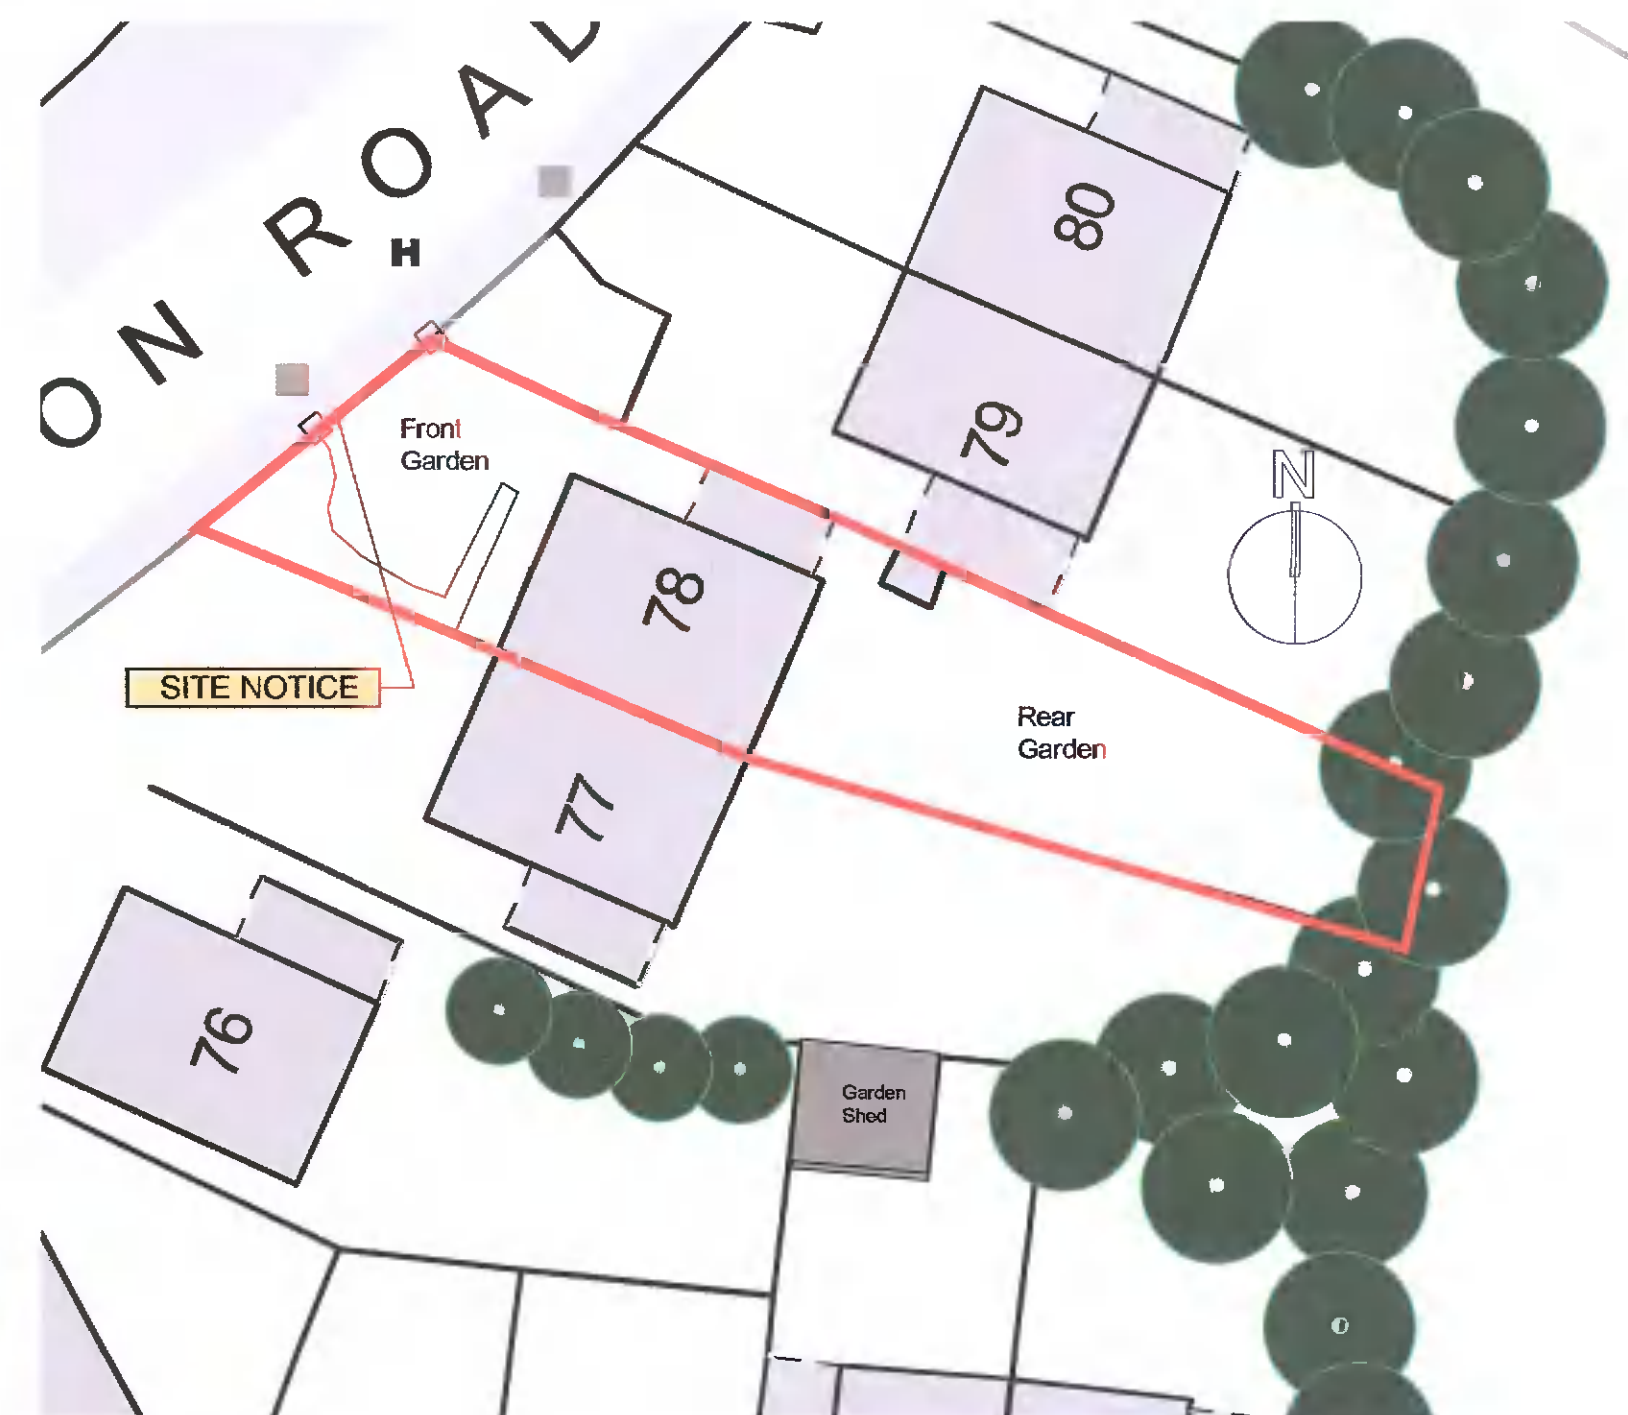 ON ROAD
H
80
Front
Garden
79
N
78
SITE NOTICE
Rear
Garden
77
76
Garden
Shed